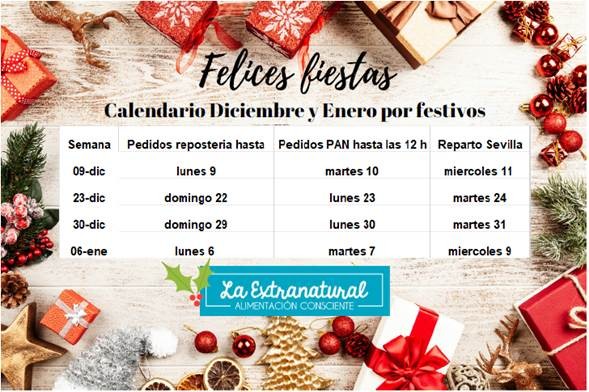 Felices fiestas
Calendario Diciembre y Enero por festivos
Semana Pedidos reposteria hasta Pedidos PAN hasta las 12 h Reparto Sevilla
09-dic lunes 9 martes 10 miercoles 11
23-dic domingo 22 lunes 23 martes 24
30-dic domingo 29 lunes 30 martes 31
06-ene lunes 6 martes 7 miercoles 9
La Extranatural
ALIMENTACIÓN CONSCIENTE